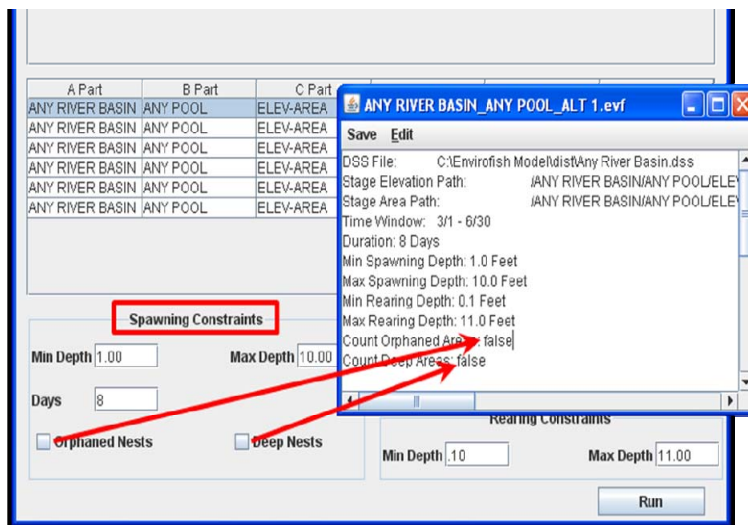 A Part B Part C Part
ANY RIVER BASIN ANY POOL ELEV-AREA
ANY RIVER BASIN ANY POOL ELEV-AREA
ANY RIVER BASIN ANY POOL ELEV-AREA
ANY RIVER BASIN ANY POOL ELEV-AREA
ANY RIVER BASIN ANY POOL ELEV-AREA
ANY RIVER BASIN ANY POOL ELEV-AREA
ANY RIVER BASIN_ANY POOL_ALT 1.evf
Save Edit
DSS File: C:\Envirofish Model\dist\Any River Basin.dss
Stage Elevation Path: /ANY RIVER BASIN/ANY POOL/ELEV
Stage Area Path: /ANY RIVER BASIN/ANY POOL/ELE
Time Window: 3/1 - 6/30
Duration: 8 Days
Min Spawning Depth: 1.0 Feet
Max Spawning Depth: 10.0 Feet
Min Rearing Depth: 0.1 Feet
Max Rearing Depth: 11.0 Feet
Count Orphaned Areas: false
Count Deep Areas: false
Spawning Constraints
Min Depth 1.00 Max Depth 10.00
Days 8
Orphaned Nests Deep Nests
Rearing Constraints
Min Depth .10 Max Depth 11.00
Run